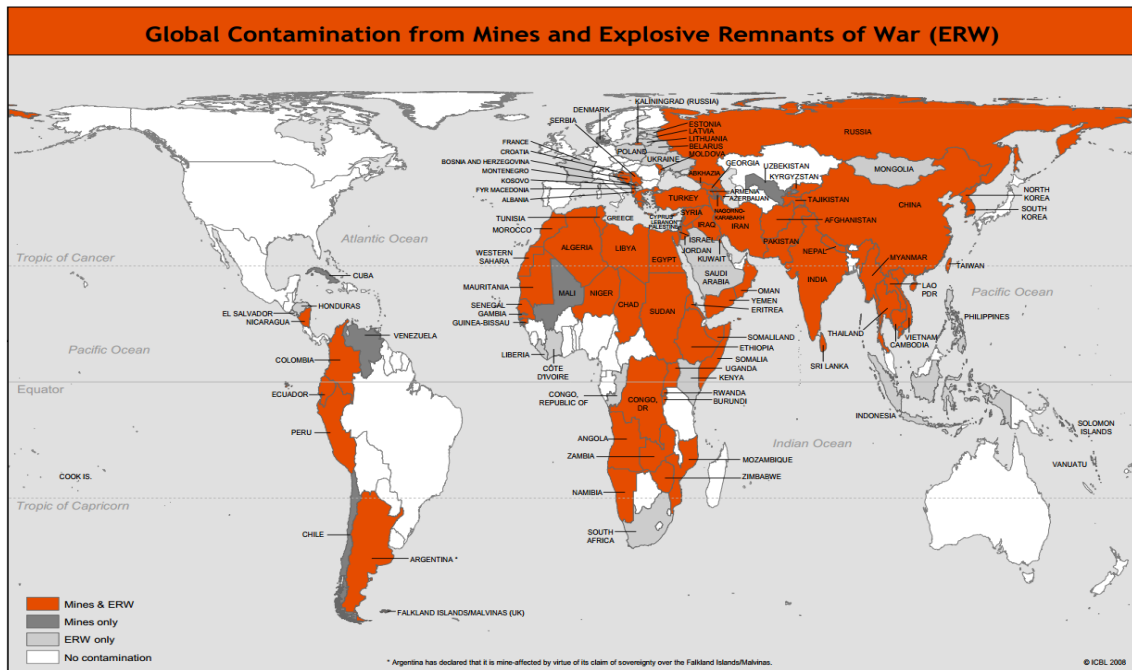 Global Contamination from Mines and Explosive Remnants of War (ERW)
KALININGRAD (RUSSIA)
DENMARK
SERBIA
ESTONIA
LATVIA
LITHUANIA
BELARUS
MOLDOVA
RUSSIA
FRANCE
CROATIA
BOSNIA AND HERZEGOVINA
MONTENEGRO
KOSOVO
FYR MACEDONIA
ALBANIA
POLAND
UKRAINE
ABKHAZIA
GEORGIA
UZBEKISTAN
KYRGYZSTAN
MONGOLIA
NORTH
KOREA
SOUTH
KOREA
TURKEY
ARMENIA
AZERBAIJAN
TAJIKISTAN
CHINA
TUNISIA
MOROCCO
GREECE
CYPRUS
LEBANON
PALESTINE
SYRIA
NAGORNO-
KARABAKH
IRAQ
IRAN
AFGHANISTAN
Atlantic Ocean
Tropic of Cancer
WESTERN
SAHARA
ALGERIA
LIBYA
EGYPT
ISRAEL
JORDAN
KUWAIT
SAUDI
ARABIA
PAKISTAN
NEPAL
MYANMAR
TAIWAN
CUBA
MAURITANIA
MALI
NIGER
CHAD
SUDAN
OMAN
YEMEN
ERITREA
INDIA
LAO
PDR
Pacific Ocean
HONDURAS
EL SALVADOR
NICARAGUA
SENEGAL
GAMBIA
GUINEA-BISSAU
PHILIPPINES
Pacific Ocean
VENEZUELA
COLOMBIA
LIBERIA
CÔTE
D'IVOIRE
SOMALILAND
ETHIOPIA
SOMALIA
UGANDA
KENYA
THAILAND
VIETNAM
CAMBODIA
SRI LANKA
Equator
ECUADOR
CONGO,
REPUBLIC OF
CONGO,
DR
RWANDA
BURUNDI
INDONESIA
SOLOMON
ISLANDS
PERU
ANGOLA
ZAMBIA
Indian Ocean
MOZAMBIQUE
ZIMBABWE
VANUATU
COOK IS.
NAMIBIA
Tropic of Capricorn
CHILE
SOUTH
AFRICA
ARGENTINA *
FALKLAND ISLANDS/MALVINAS (UK)
Mines & ERW
Mines only
ERW only
No contamination
* Argentina has declared that it is mine-affected by virtue of its claim of sovereignty over the Falkland Islands/Malvinas.
© ICBL 2008